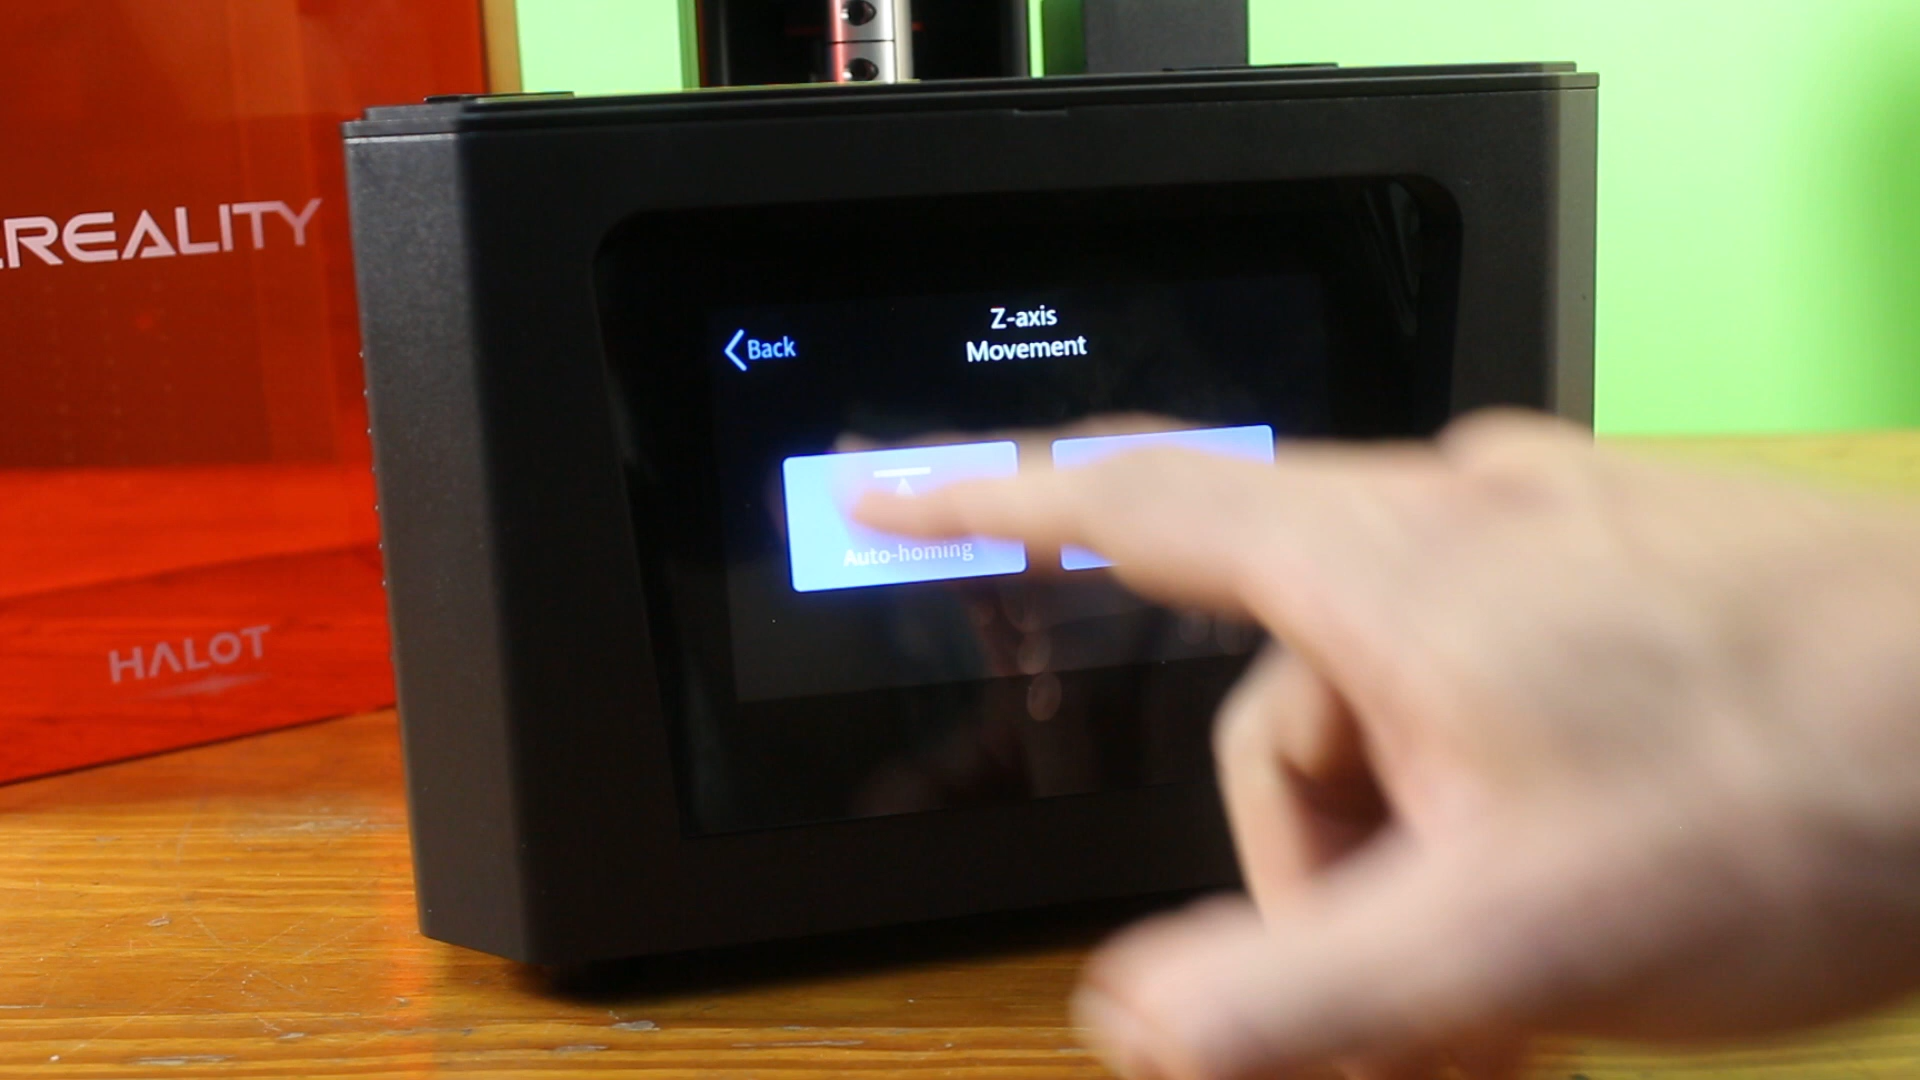 REALITY
HALOT
Back
Z-axis
Movement
Auto-homing